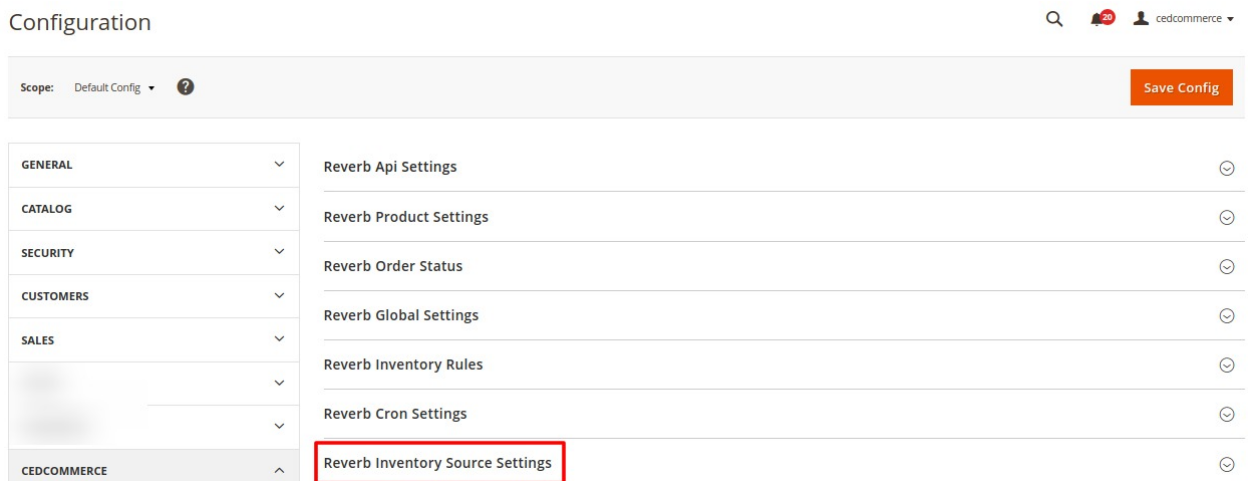 Configuration
20
cedcommerce
Scope: Default Config ?
Save Config
GENERAL
CATALOG
SECURITY
CUSTOMERS
SALES
CEDCOMMERCE
Reverb Api Settings
Reverb Product Settings
Reverb Order Status
Reverb Global Settings
Reverb Inventory Rules
Reverb Cron Settings
Reverb Inventory Source Settings